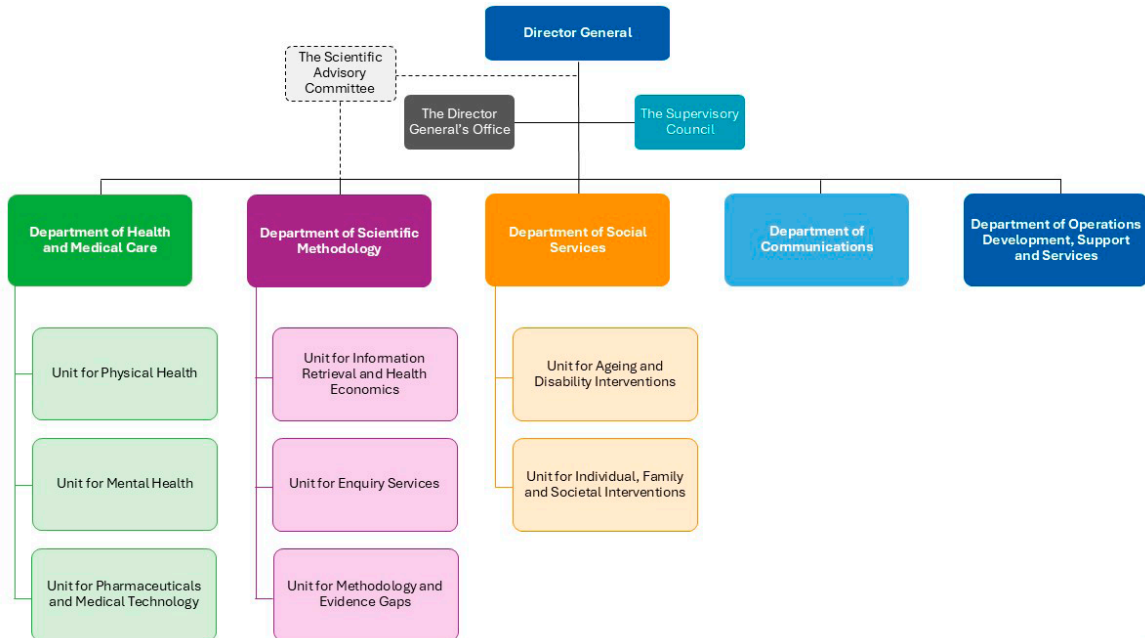 Director General
The Scientific
Advisory
Committee
The Director
General's Office
The Supervisory
Council
Department of Health
and Medical Care
Department of Scientific
Methodology
Department of Social
Services
Department of
Communications
Department of Operations
Development, Support
and Services
Unit for Physical Health
Unit for Information
Retrieval and Health
Economics
Unit for Ageing and
Disability Interventions
Unit for Mental Health
Unit for Enquiry Services
Unit for Individual, Family
and Societal Interventions
Unit for Pharmaceuticals
and Medical Technology
Unit for Methodology and
Evidence Gaps